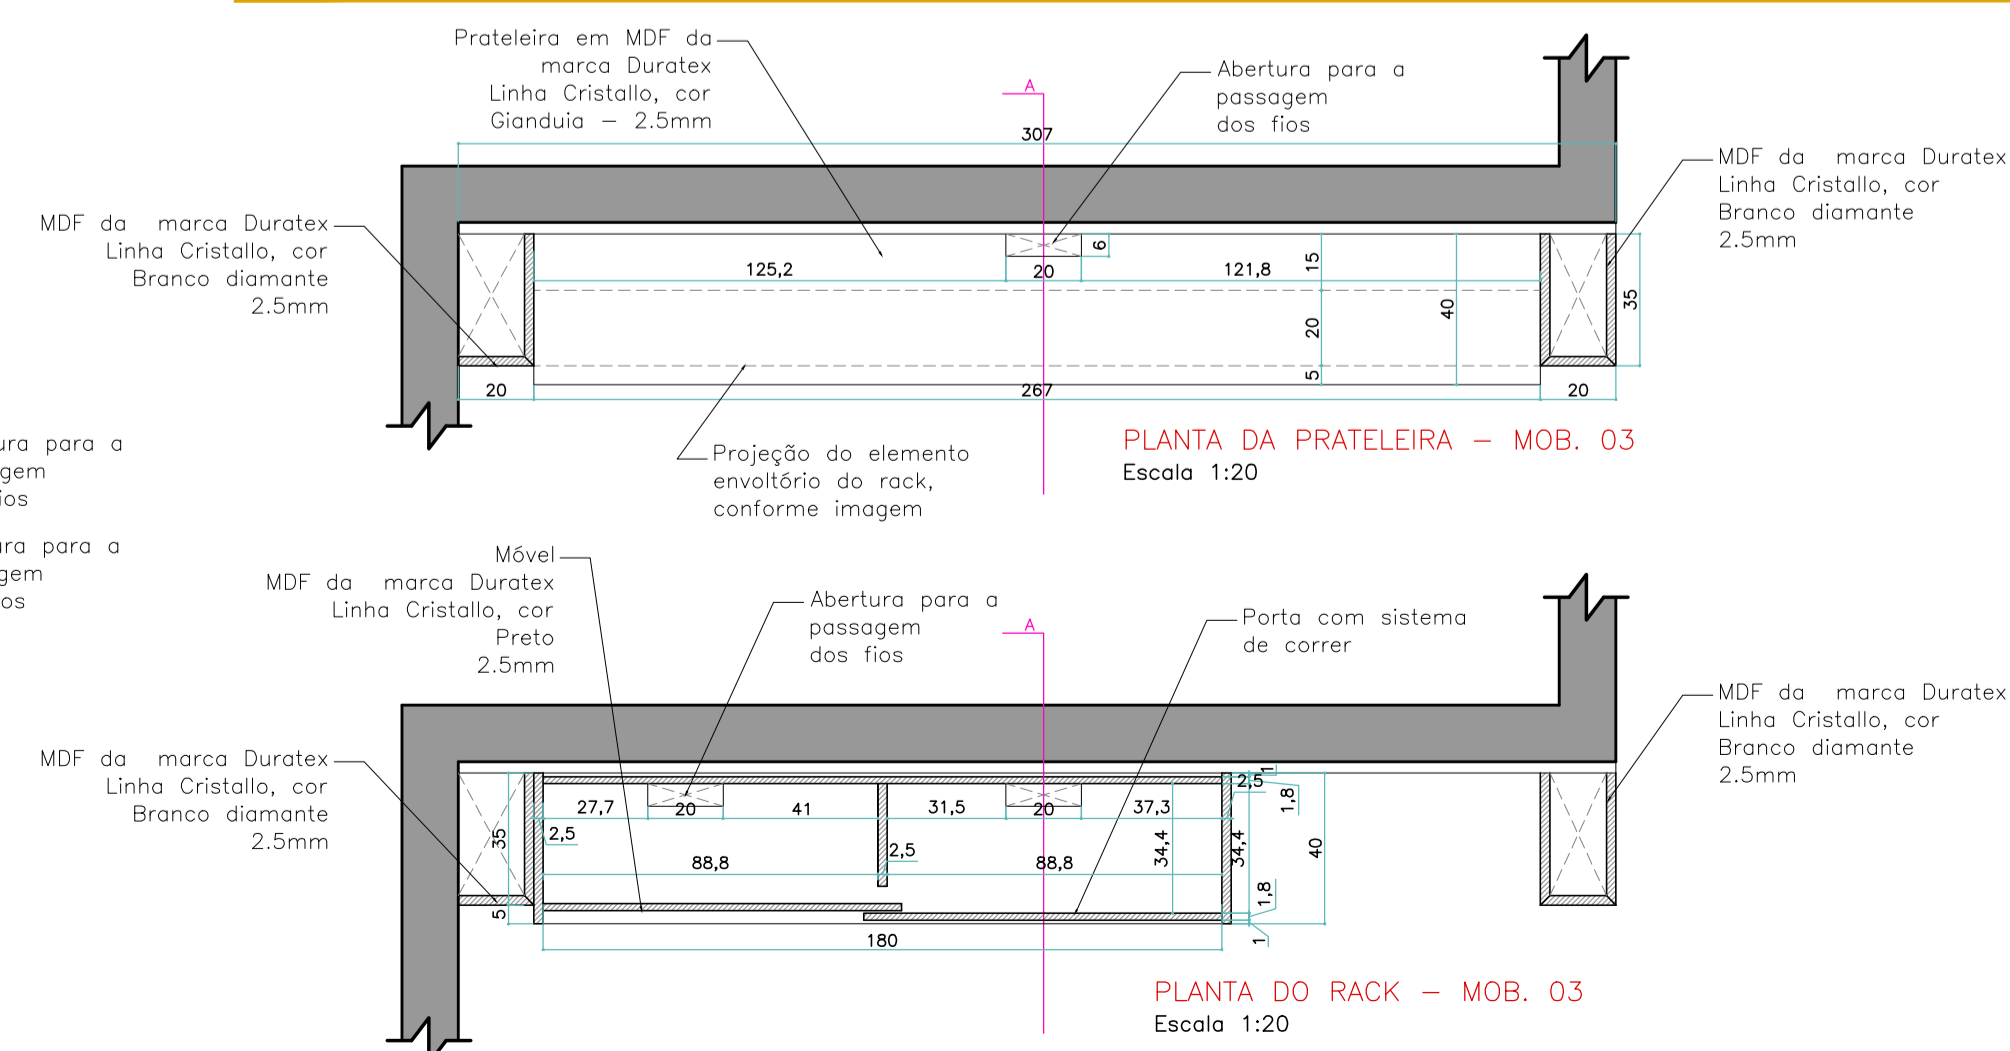 Prateleira em MDF da
marca Duratex
Linha Cristallo, cor
Gianduia - 2.5mm
A
Abertura para a
passagem
dos fios
307
MDF da marca Duratex
Linha Cristallo, cor
Branco diamante
2.5mm
MDF da marca Duratex
Linha Cristallo, cor
Branco diamante
2.5mm
125,2
20
6
121,8
15
20
5
40
35
20
267
20
Projeção do elemento
envoltório do rack,
conforme imagem
PLANTA DA PRATELEIRA - MOB. 03
Escala 1:20
ura para a
gem
ios
ura para a
gem
os
Móvel
MDF da marca Duratex
Linha Cristallo, cor
Preto
2.5mm
Abertura para a
passagem
dos fios
A
Porta com sistema
de correr
MDF da marca Duratex
Linha Cristallo, cor
Branco diamante
2.5mm
MDF da marca Duratex
Linha Cristallo, cor
Branco diamante
2.5mm
35
5
2,5
27,7
20
41
2,5
31,5
20
37,3
88,8
88,8
34,4
34,4
2,5
1
1,8
40
1,8
1
180
PLANTA DO RACK - MOB. 03
Escala 1:20